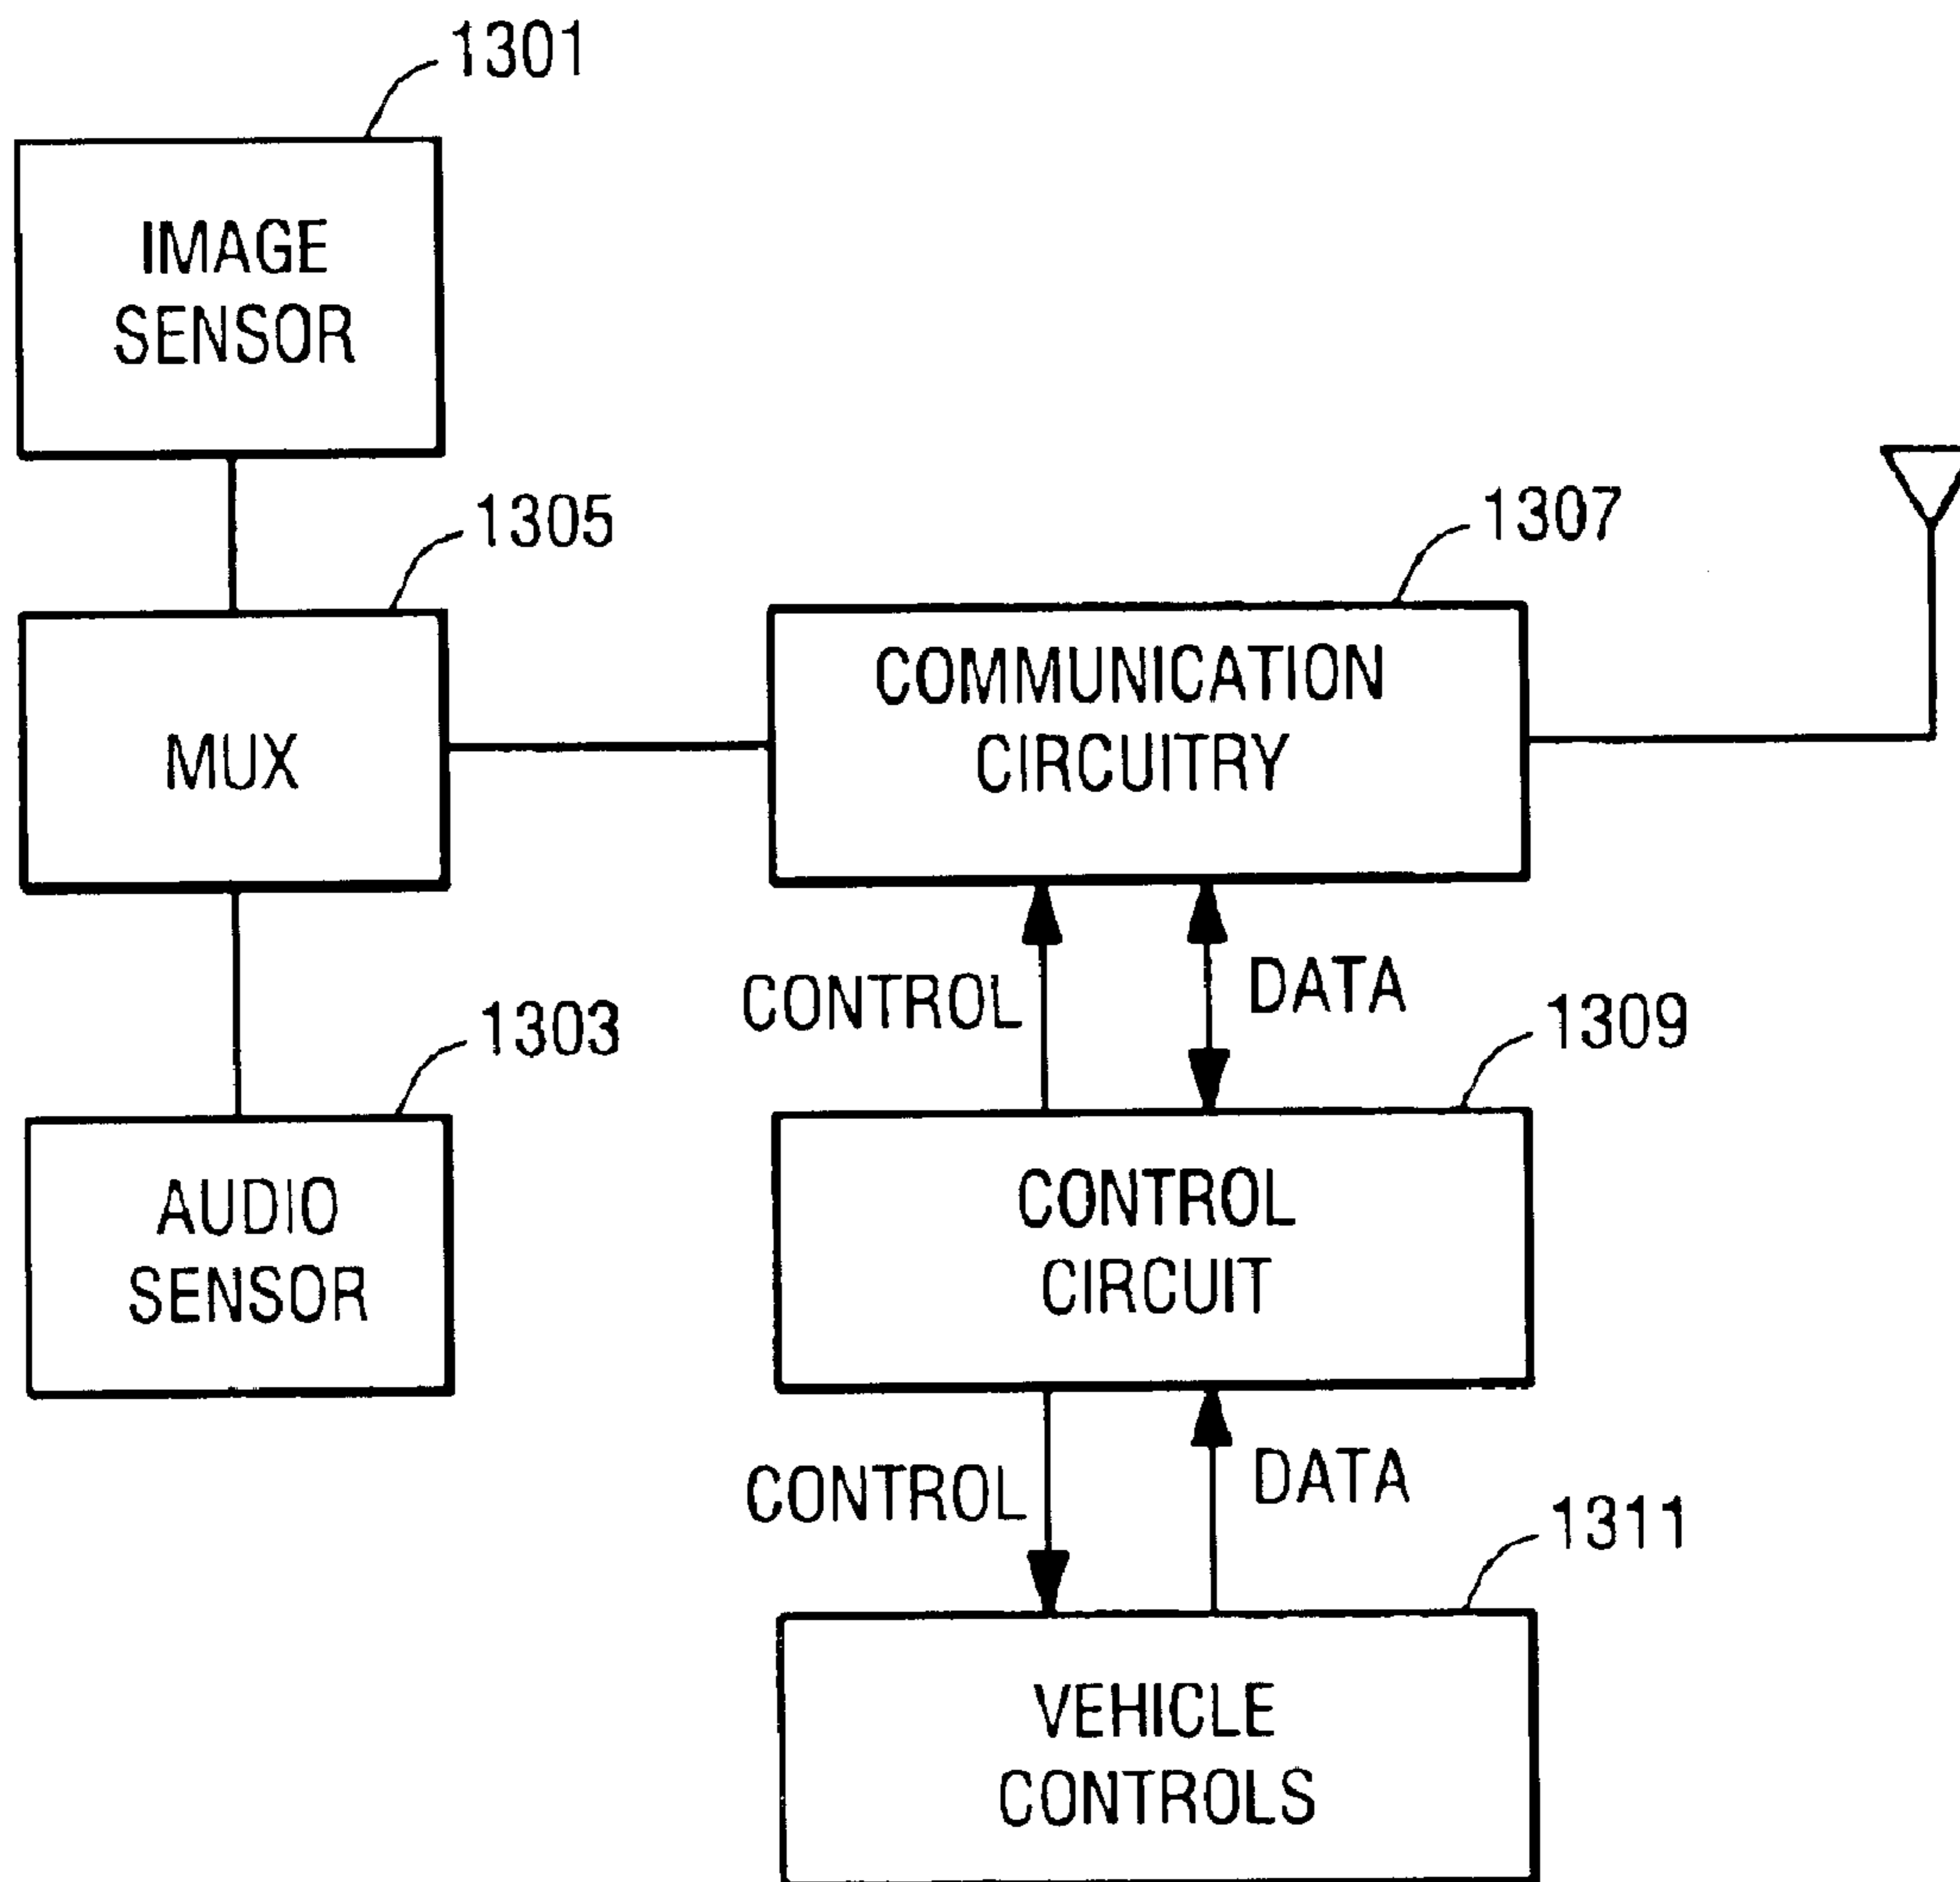 1301
IMAGE
SENSOR
1305
MUX
1307
COMMUNICATION
CIRCUITRY
CONTROL
DATA
1303
AUDIO
SENSOR
1309
CONTROL
CIRCUIT
CONTROL
DATA
1311
VEHICLE
CONTROLS